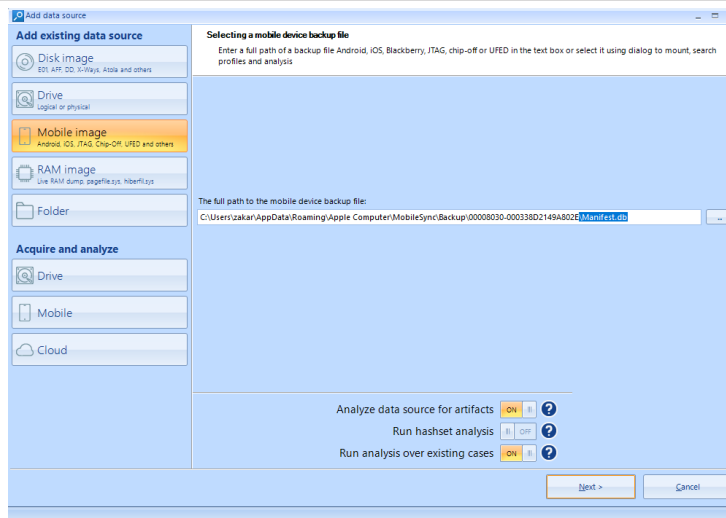 Add data source
Add existing data source
Disk image
E01, AFF, DD, X-Ways, Atola and others
Drive
Logical or physical
Mobile image
Android, iOS, JTAG, Chip-Off, UFED and others
RAM image
Live RAM dump, pagefile.sys, hiberfil.sys
Folder
Acquire and analyze
Drive
Mobile
Cloud
Selecting a mobile device backup file
Enter a full path of a backup file Android, iOS, Blackberry, JTAG, chip-off or UFED in the text box or select it using dialog to mount, search
profiles and analysis
The full path to the mobile device backup file:
C:\Users\zakar\AppData\Roaming\Apple Computer\MobileSync\Backup\00008030-000338D2149A802E\Manifest.db
...
Analyze data source for artifacts ON
Run hashset analysis OFF
Run analysis over existing cases ON
Next >
Cancel